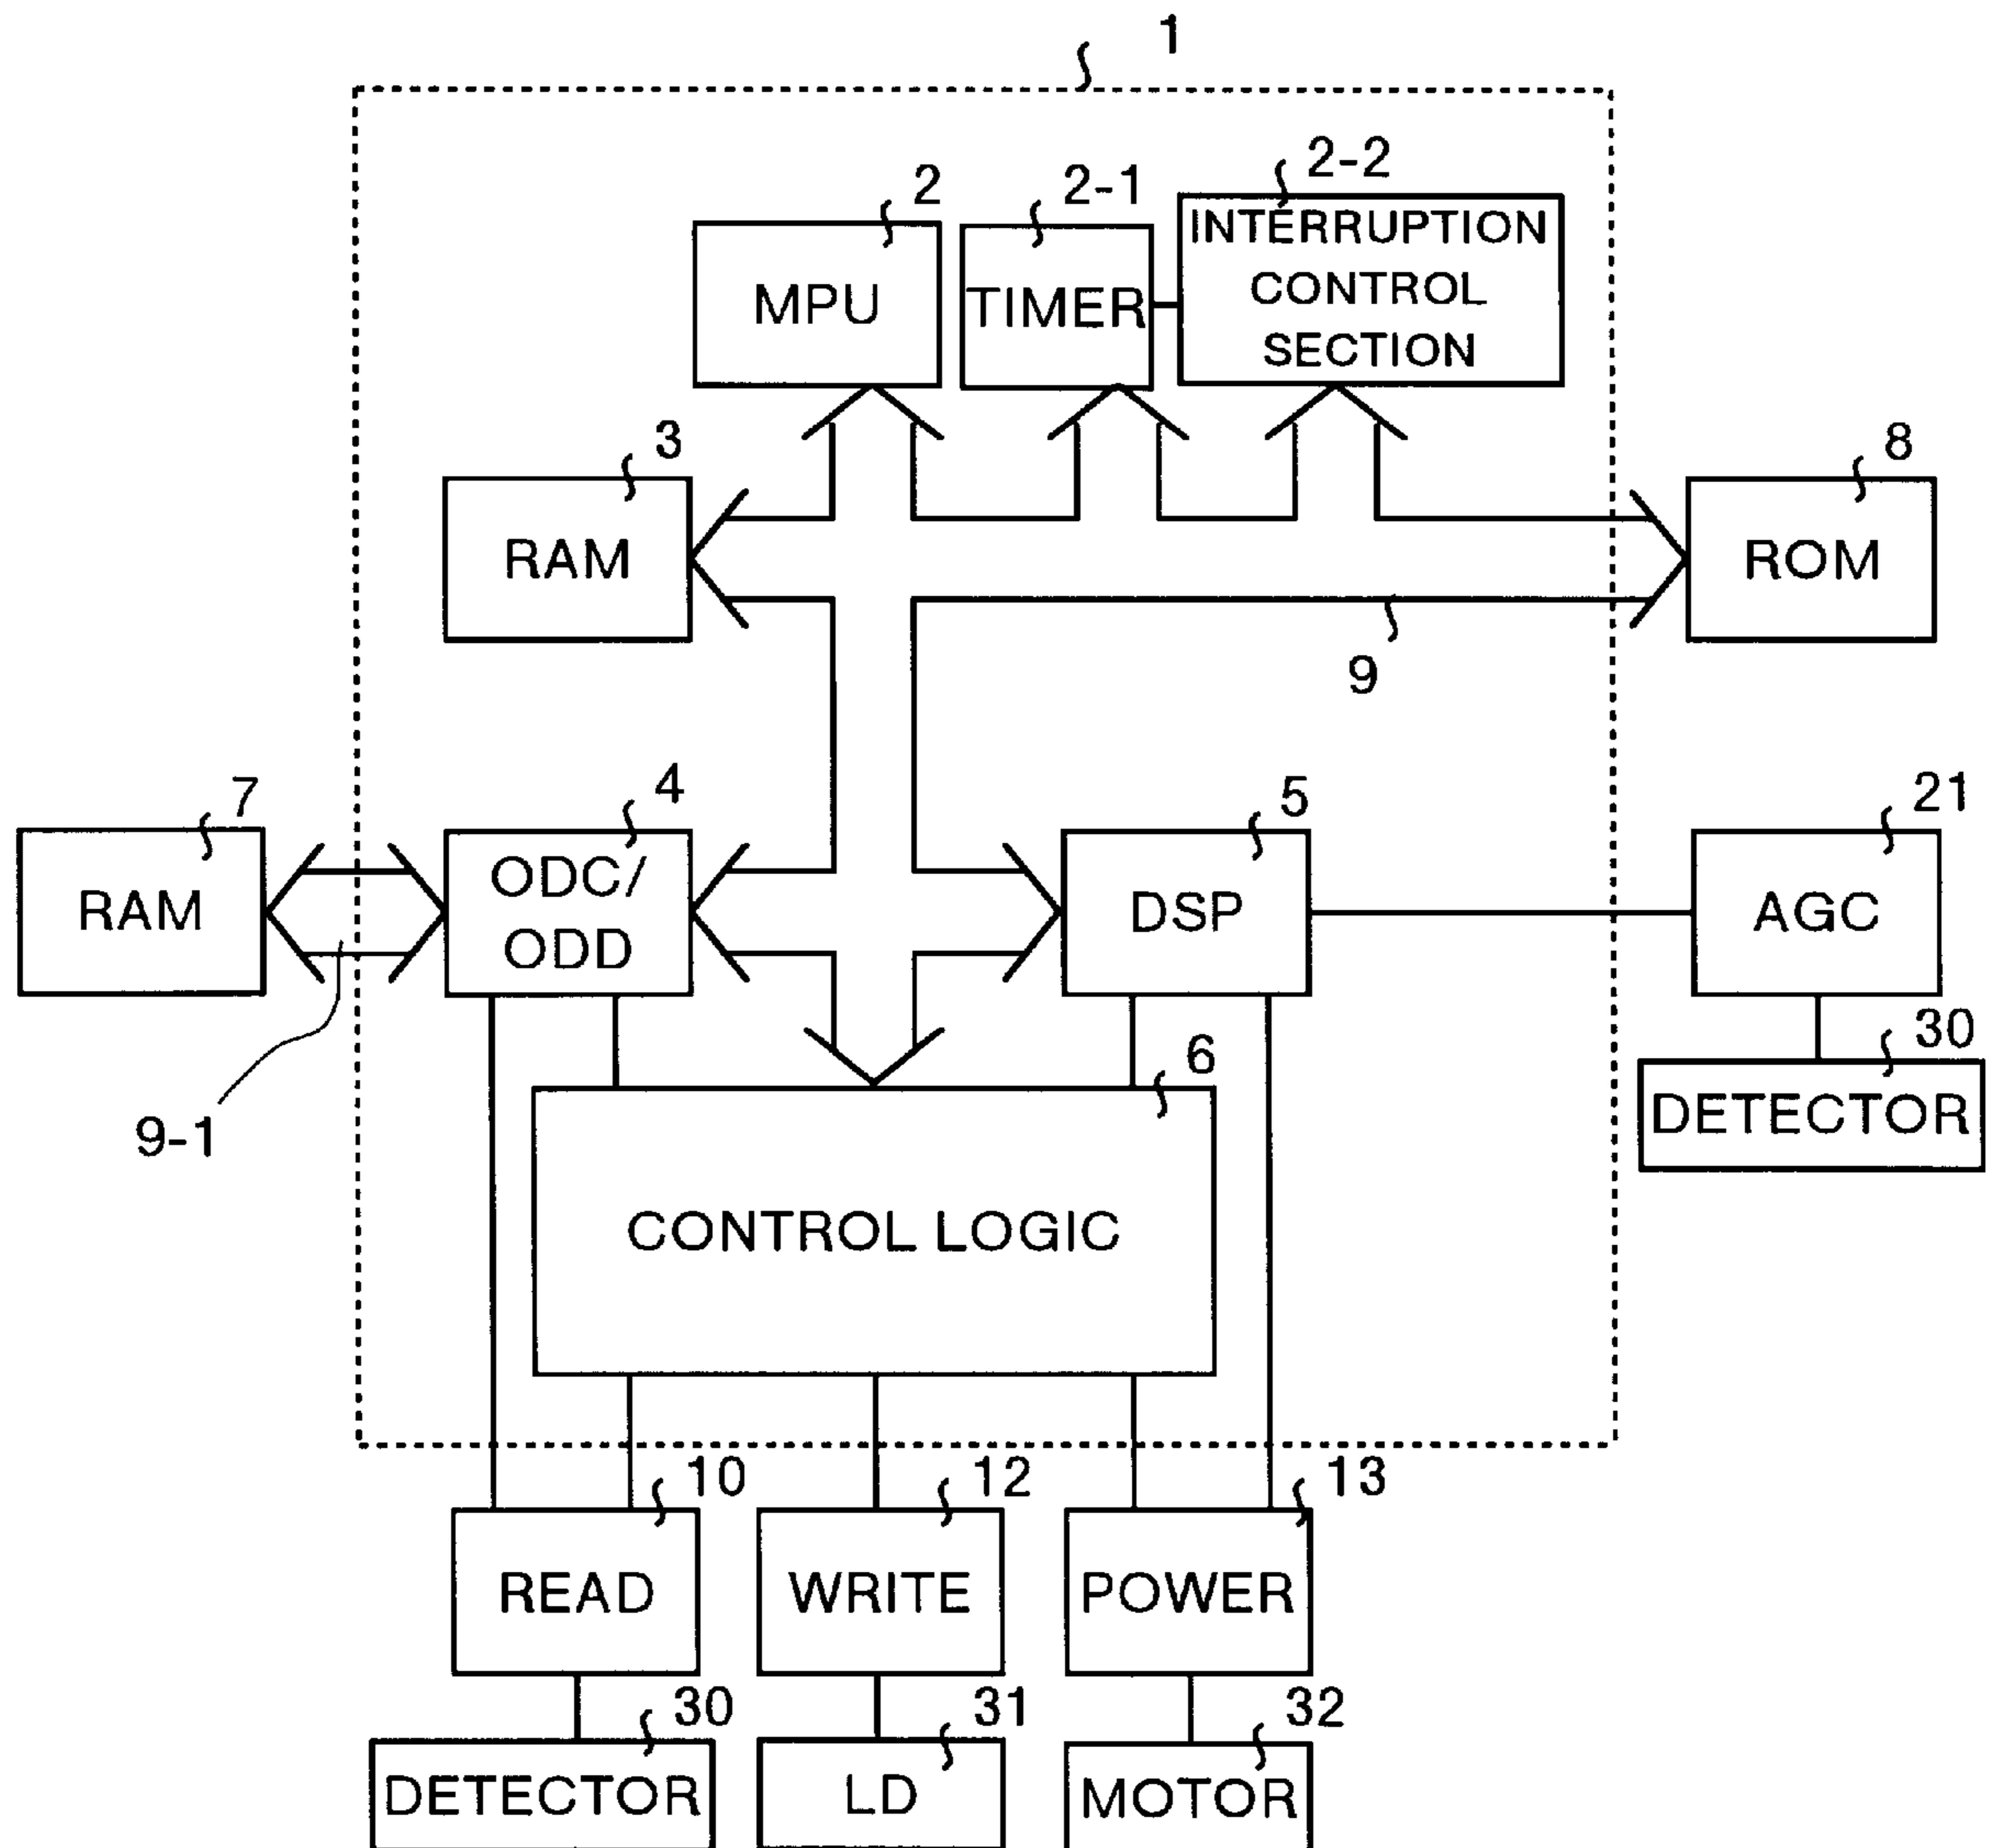 1
2
2-1
2-2
MPU
TIMER
INTERRUPTION
CONTROL
SECTION
3
8
RAM
ROM
9
7
4
5
21
RAM
ODC/
ODD
DSP
AGC
9-1
6
30
DETECTOR
CONTROL LOGIC
10
12
13
READ
WRITE
POWER
30
31
32
DETECTOR
LD
MOTOR